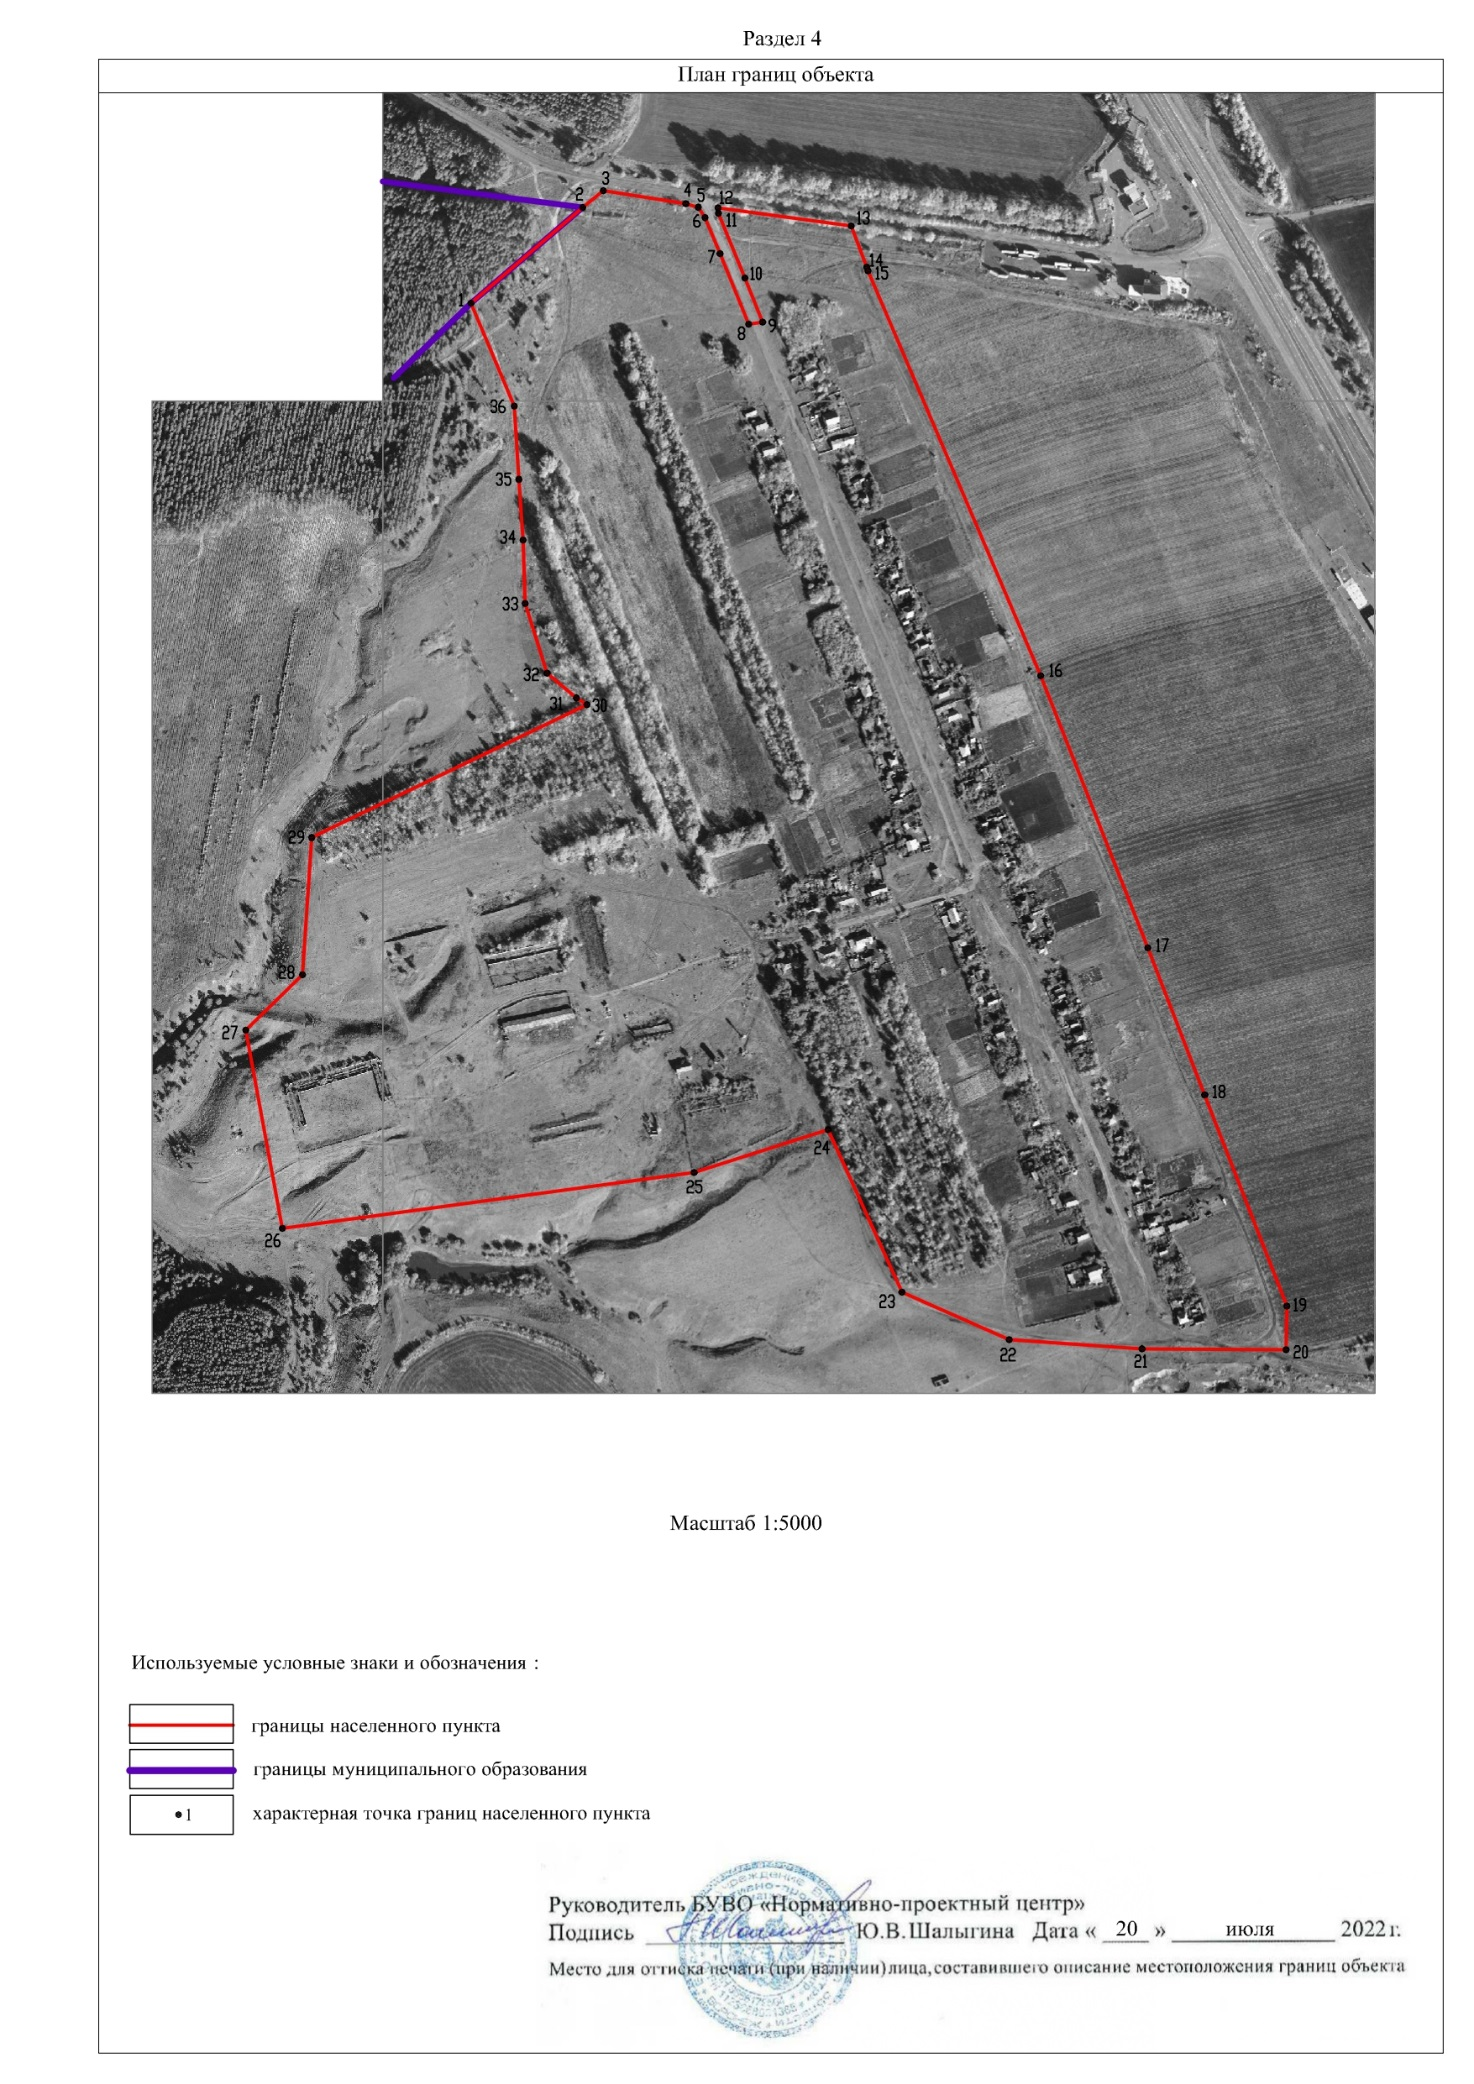 Раздел 4
План границ объекта
3
2
4 5 12
6 11
13
7
14
10 15
1
8 9
36
35
34
33
32
16
31 30
29
17
28
27
18
24
25
26
23
19
22 21 20
Масштаб 1:5000
Используемые условные знаки и обозначения :
границы населенного пункта
границы муниципального образования
1 характерная точка границ населенного пункта
Руководитель БУВО «Нормативно-проектный центр»
Подпись Ю.В.Шалыгина Дата « 20 » июля 2022 г.
Место для оттиска печати (при наличии) лица, составившего описание местоположения границ объекта